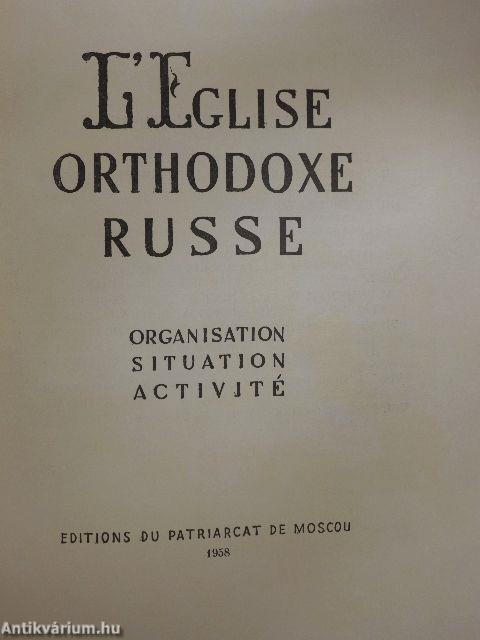 L'EGLISE
ORTHODOXE
RUSSE
ORGANISATION
SITUATION
ACTIVITÉ
EDITIONS DU PATRIARCAT DE MOSCOU
1958
Antikvárium.hu